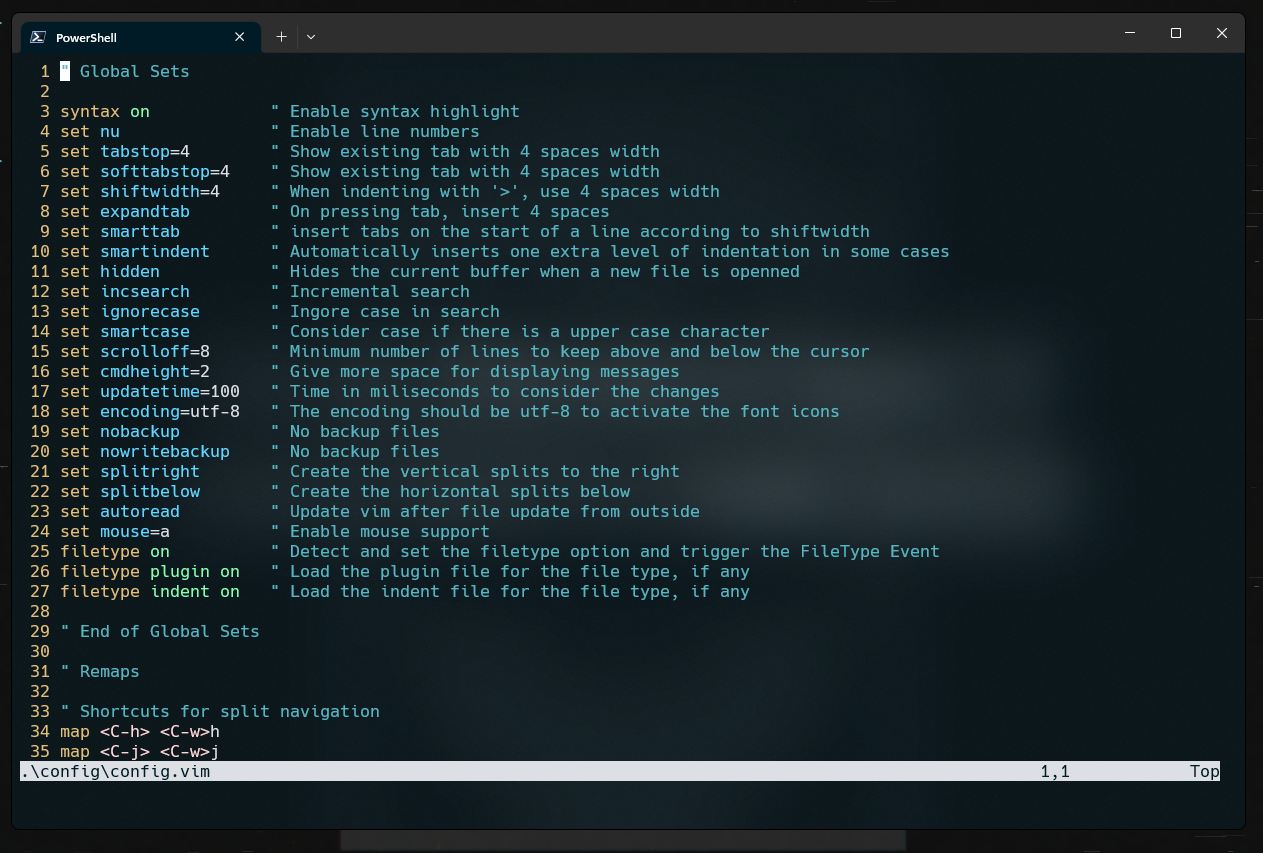 PowerShell
1 " Global Sets
2
3 syntax on " Enable syntax highlight
4 set nu " Enable line numbers
5 set tabstop=4 " Show existing tab with 4 spaces width
6 set softtabstop=4 " Show existing tab with 4 spaces width
7 set shiftwidth=4 " When indenting with '>', use 4 spaces width
8 set expandtab " On pressing tab, insert 4 spaces
9 set smarttab " insert tabs on the start of a line according to shiftwidth
10 set smartindent " Automatically inserts one extra level of indentation in some cases
11 set hidden " Hides the current buffer when a new file is openned
12 set incsearch " Incremental search
13 set ignorecase " Ingore case in search
14 set smartcase " Consider case if there is a upper case character
15 set scrolloff=8 " Minimum number of lines to keep above and below the cursor
16 set cmdheight=2 " Give more space for displaying messages
17 set updatetime=100 " Time in miliseconds to consider the changes
18 set encoding=utf-8 " The encoding should be utf-8 to activate the font icons
19 set nobackup " No backup files
20 set nowritebackup " No backup files
21 set splitright " Create the vertical splits to the right
22 set splitbelow " Create the horizontal splits below
23 set autoread " Update vim after file update from outside
24 set mouse=a " Enable mouse support
25 filetype on " Detect and set the filetype option and trigger the FileType Event
26 filetype plugin on " Load the plugin file for the file type, if any
27 filetype indent on " Load the indent file for the file type, if any
28
29 " End of Global Sets
30
31 " Remaps
32
33 " Shortcuts for split navigation
34 map <C-h> <C-w>h
35 map <C-j> <C-w>j
.\config\config.vim 1,1 Top